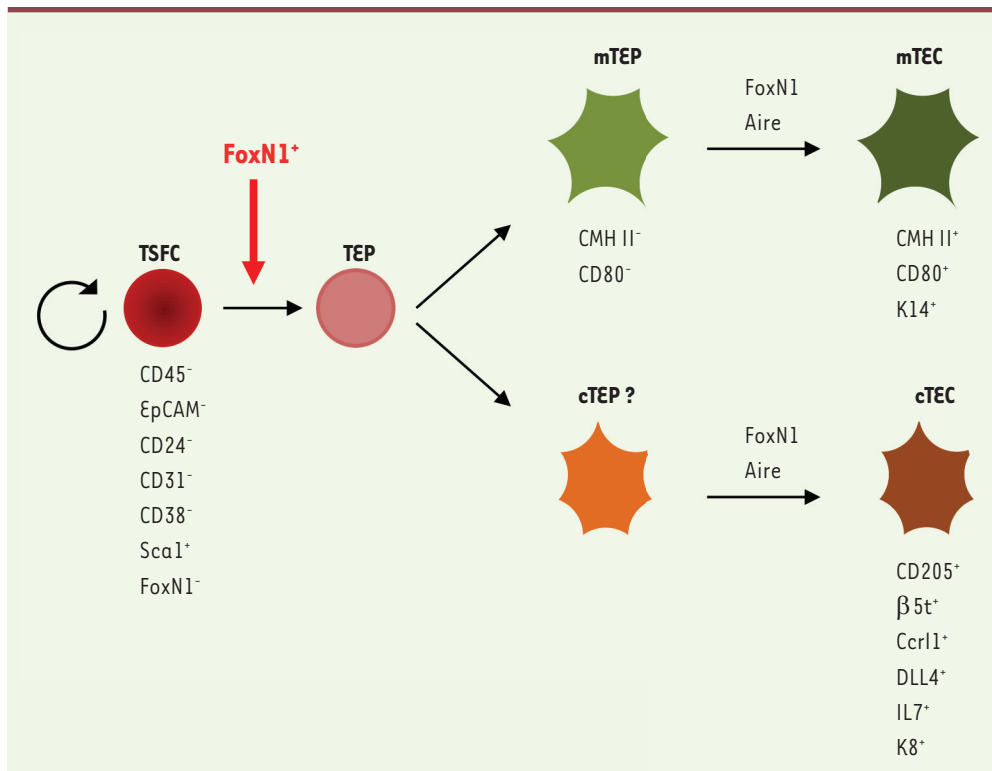 mTEP
mTEC
FoxN1
Aire
FoxN1⁺
CMH II⁻
CD80⁻
CMH II⁺
CD80⁺
K14⁺
TSFC
TEP
CD45⁻
EpCAM⁻
CD24⁻
CD31⁻
CD38⁻
Sca1⁺
FoxN1⁻
cTEP ?
cTEC
FoxN1
Aire
CD205⁺
β5t⁺
Ccrl1⁺
DLL4⁺
IL7⁺
K8⁺